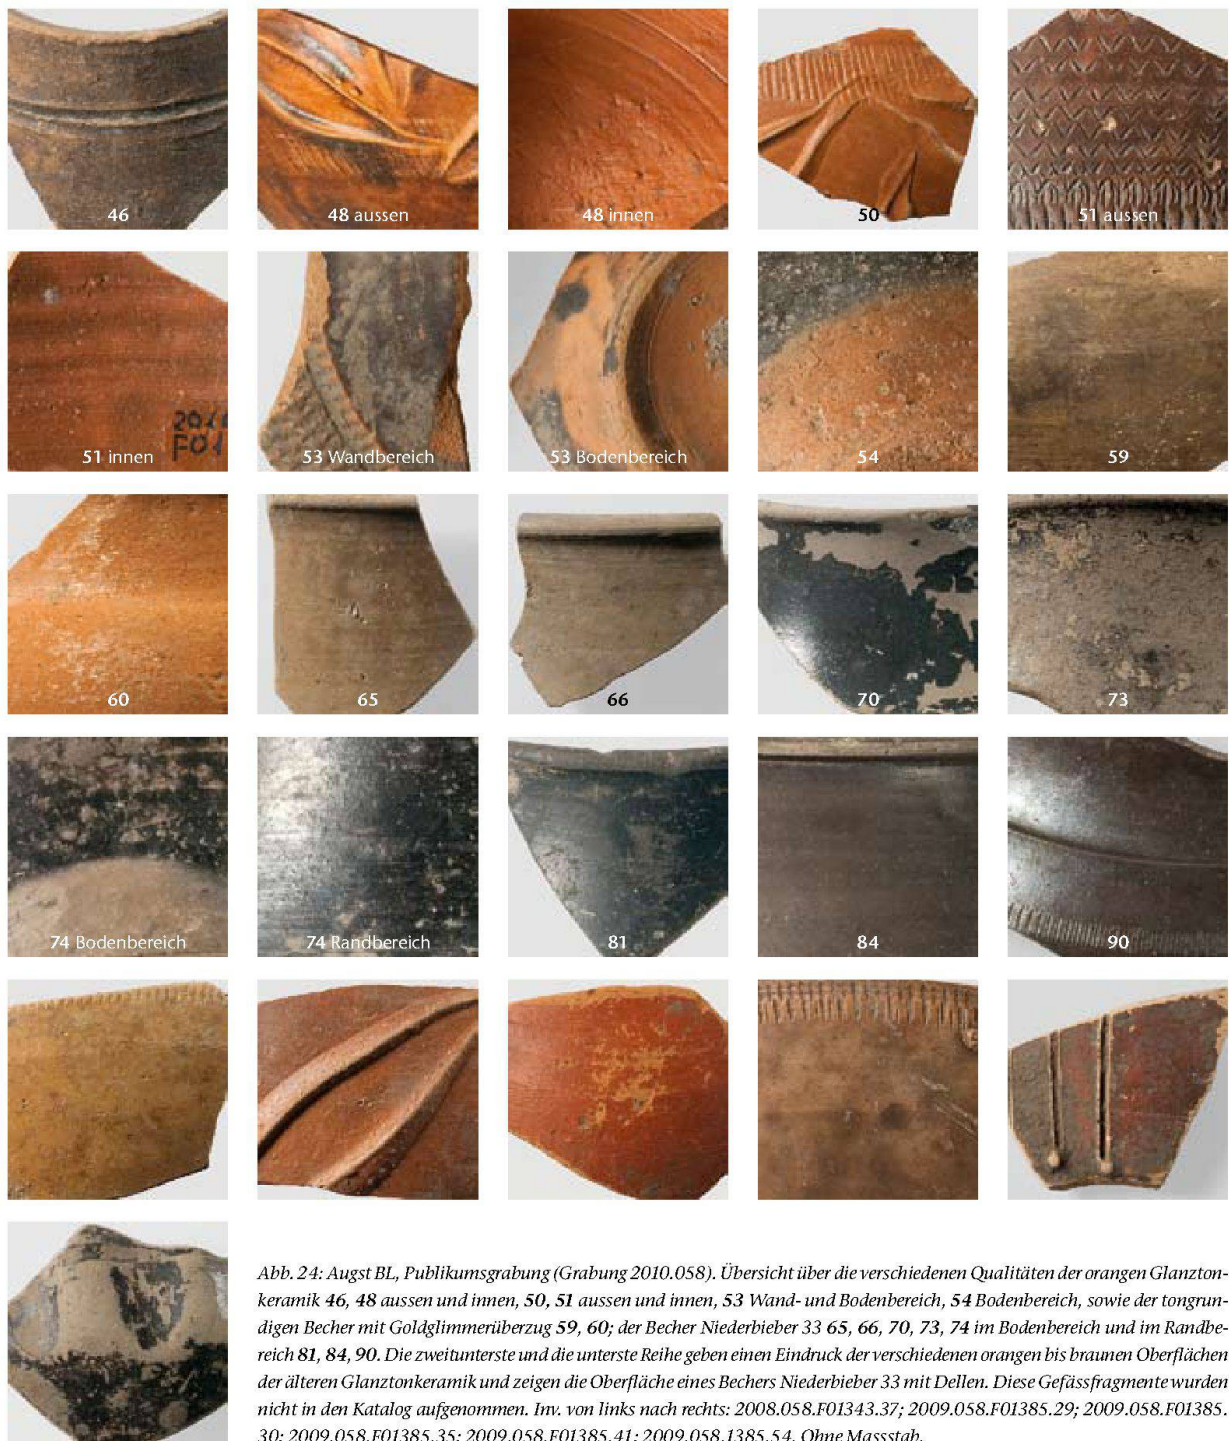 46
48 aussen
48 innen
50
51 aussen
51 innen
2010
F01
53 Wandbereich
53 Bodenbereich
54
59
60
65
66
70
73
74 Bodenbereich
74 Randbereich
81
84
90
Abb. 24: Augst BL, Publikumsgrabung (Grabung 2010.058). Übersicht über die verschiedenen Qualitäten der orangen Glanzton-
keramik 46, 48 aussen und innen, 50, 51 aussen und innen, 53 Wand- und Bodenbereich, 54 Bodenbereich, sowie der tongrun-
digen Becher mit Goldglimmerüberzug 59, 60; der Becher Niederbieber 33 65, 66, 70, 73, 74 im Bodenbereich und im Randbe-
reich 81, 84, 90. Die zweitunterste und die unterste Reihe geben einen Eindruck der verschiedenen orangen bis braunen Oberflächen
der älteren Glanztonkeramik und zeigen die Oberfläche eines Bechers Niederbieber 33 mit Dellen. Diese Gefässfragmente wurden
nicht in den Katalog aufgenommen. Inv. von links nach rechts: 2008.058.F01343.37; 2009.058.F01385.29; 2009.058.F01385.
30; 2009.058.F01385.35; 2009.058.F01385.41; 2009.058.1385.54. Ohne Massstab.